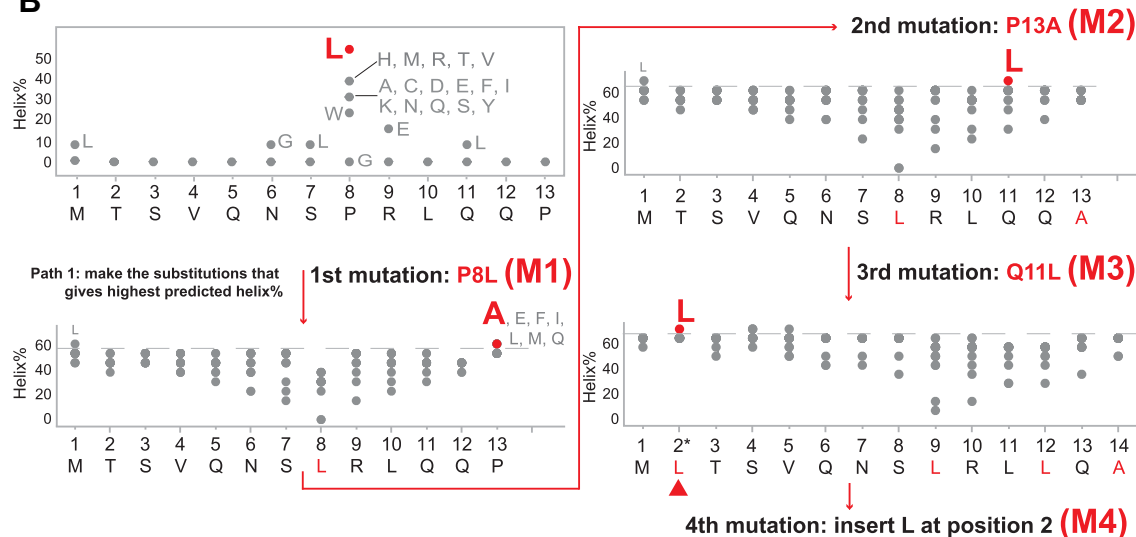 B
Helix%
50
40
30
20
10
0
L
L
G
L
H, M, R, T, V
A, C, D, E, F, I
K, N, Q, S, Y
W
G
E
L
1 2 3 4 5 6 7 8 9 10 11 12 13
M T S V Q N S P R L Q Q P
Path 1: make the substitutions that
gives highest predicted helix%
1st mutation: P8L (M1)
Helix%
60
40
20
0
L
A, E, F, I,
L, M, Q
1 2 3 4 5 6 7 8 9 10 11 12 13
M T S V Q N S L R L Q Q P
2nd mutation: P13A (M2)
Helix%
60
40
20
0
L
L
1 2 3 4 5 6 7 8 9 10 11 12 13
M T S V Q N S L R L Q Q A
3rd mutation: Q11L (M3)
Helix%
60
40
20
0
L
1 2* 3 4 5 6 7 8 9 10 11 12 13 14
M L T S V Q N S L R L L Q A
4th mutation: insert L at position 2 (M4)